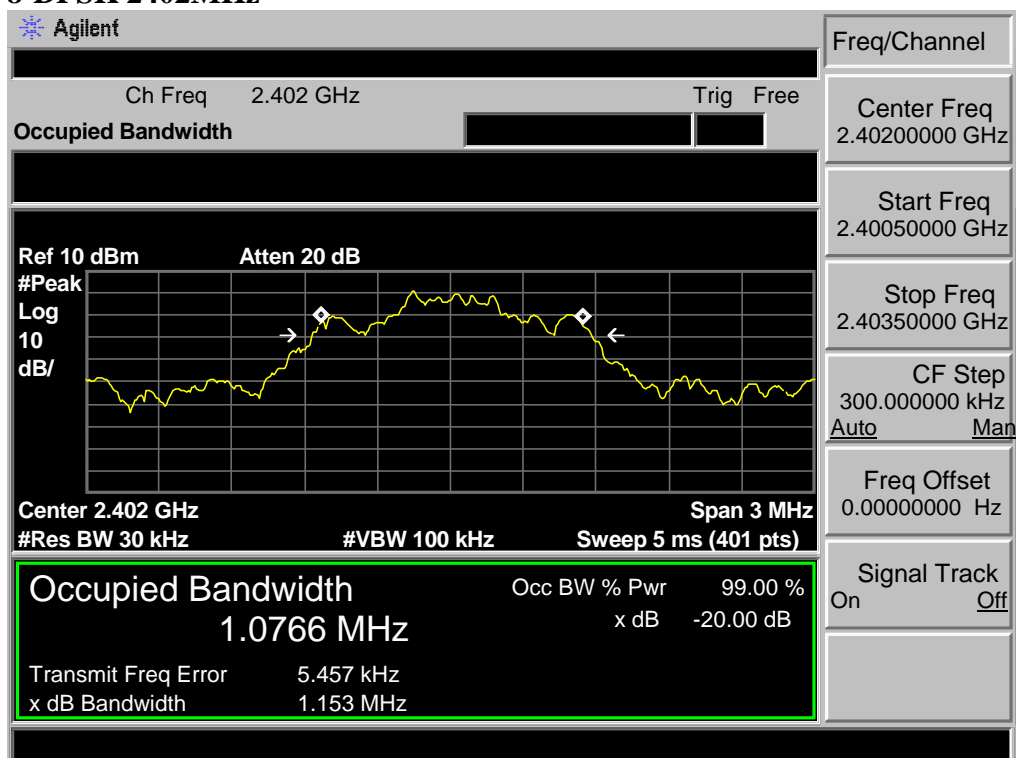 8-DPSK 2402MHz
Agilent
Freq/Channel
Ch Freq 2.402 GHz Trig Free
Occupied Bandwidth
Center Freq
2.40200000 GHz
Start Freq
2.40050000 GHz
Ref 10 dBm Atten 20 dB
#Peak
Log
10
dB/
Stop Freq
2.40350000 GHz
CF Step
300.000000 kHz
Auto Man
Freq Offset
0.00000000 Hz
Center 2.402 GHz Span 3 MHz
#Res BW 30 kHz #VBW 100 kHz Sweep 5 ms (401 pts)
Signal Track
On Off
Occupied Bandwidth Occ BW % Pwr 99.00 %
1.0766 MHz x dB -20.00 dB
Transmit Freq Error 5.457 kHz
x dB Bandwidth 1.153 MHz